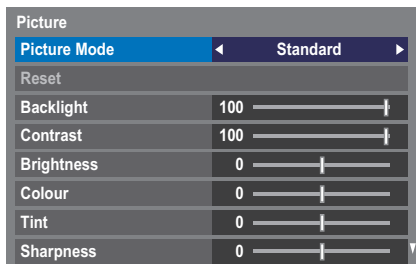 Picture
Picture Mode Standard
Reset
Backlight 100
Contrast 100
Brightness 0
Colour 0
Tint 0
Sharpness 0